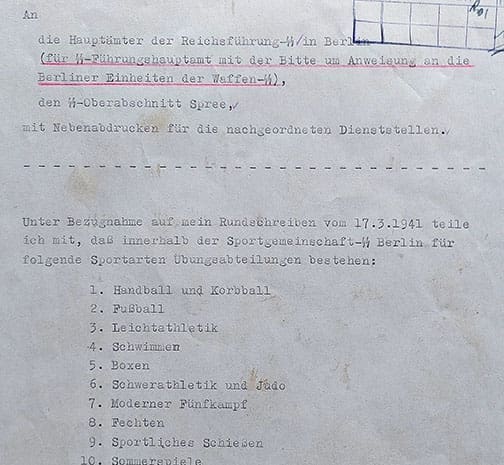 An
die Hauptämter der Reichsführung-ᛋᛋ/in Berlin
(für ᛋᛋ-Führungshauptamt mit der Bitte um Anweisung an die
Berliner Einheiten der Waffen-ᛋᛋ),
den ᛋᛋ-Oberabschnitt Spree,
mit Nebenabdrucken für die nachgeordneten Dienststellen.
Unter Bezugnahme auf mein Rundschreiben vom 17.3.1941 teile
ich mit, daß innerhalb der Sportgemeinschaft-ᛋᛋ Berlin für
folgende Sportarten Übungsabteilungen bestehen:
1. Handball und Korbball
2. Fußball
3. Leichtathletik
4. Schwimmen
5. Boxen
6. Schwerathletik und Judo
7. Moderner Fünfkampf
8. Fechten
9. Sportliches Schießen
10. Sommerspiele